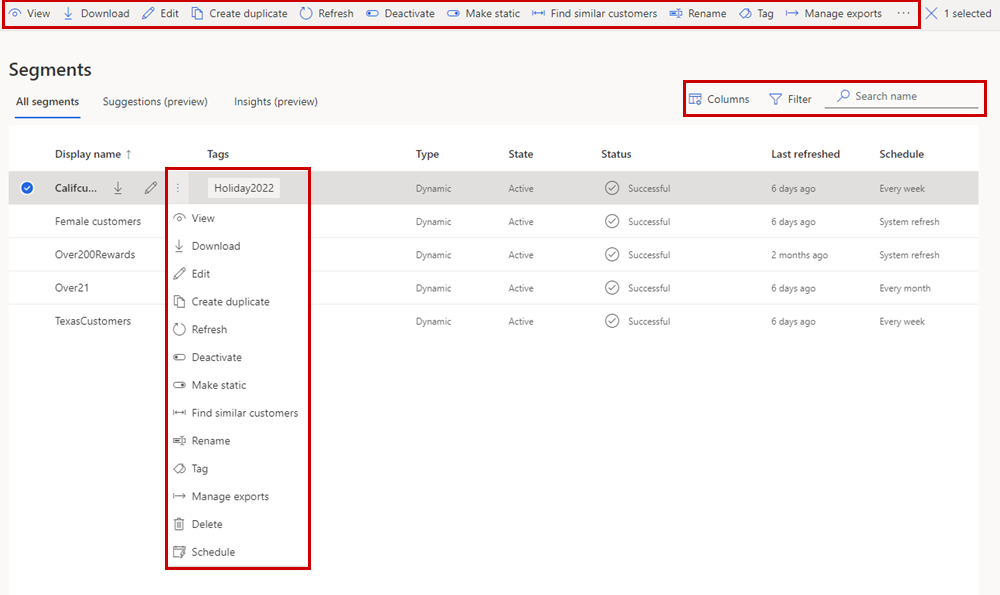 View Download Edit Create duplicate Refresh Deactivate Make static Find similar customers Rename Tag Manage exports ... 1 selected
Segments
All segments Suggestions (preview) Insights (preview)
Columns Filter Search name
Display name ↑ Tags Type State Status Last refreshed Schedule
Califcu... Holiday2022 Dynamic Active Successful 6 days ago Every week
View
Female customers Dynamic Active Successful 6 days ago System refresh
Download
Over200Rewards Dynamic Active Successful 2 months ago System refresh
Edit
Over21 Dynamic Active Successful 6 days ago Every month
Create duplicate
TexasCustomers Dynamic Active Successful 6 days ago Every week
Refresh
Deactivate
Make static
Find similar customers
Rename
Tag
Manage exports
Delete
Schedule